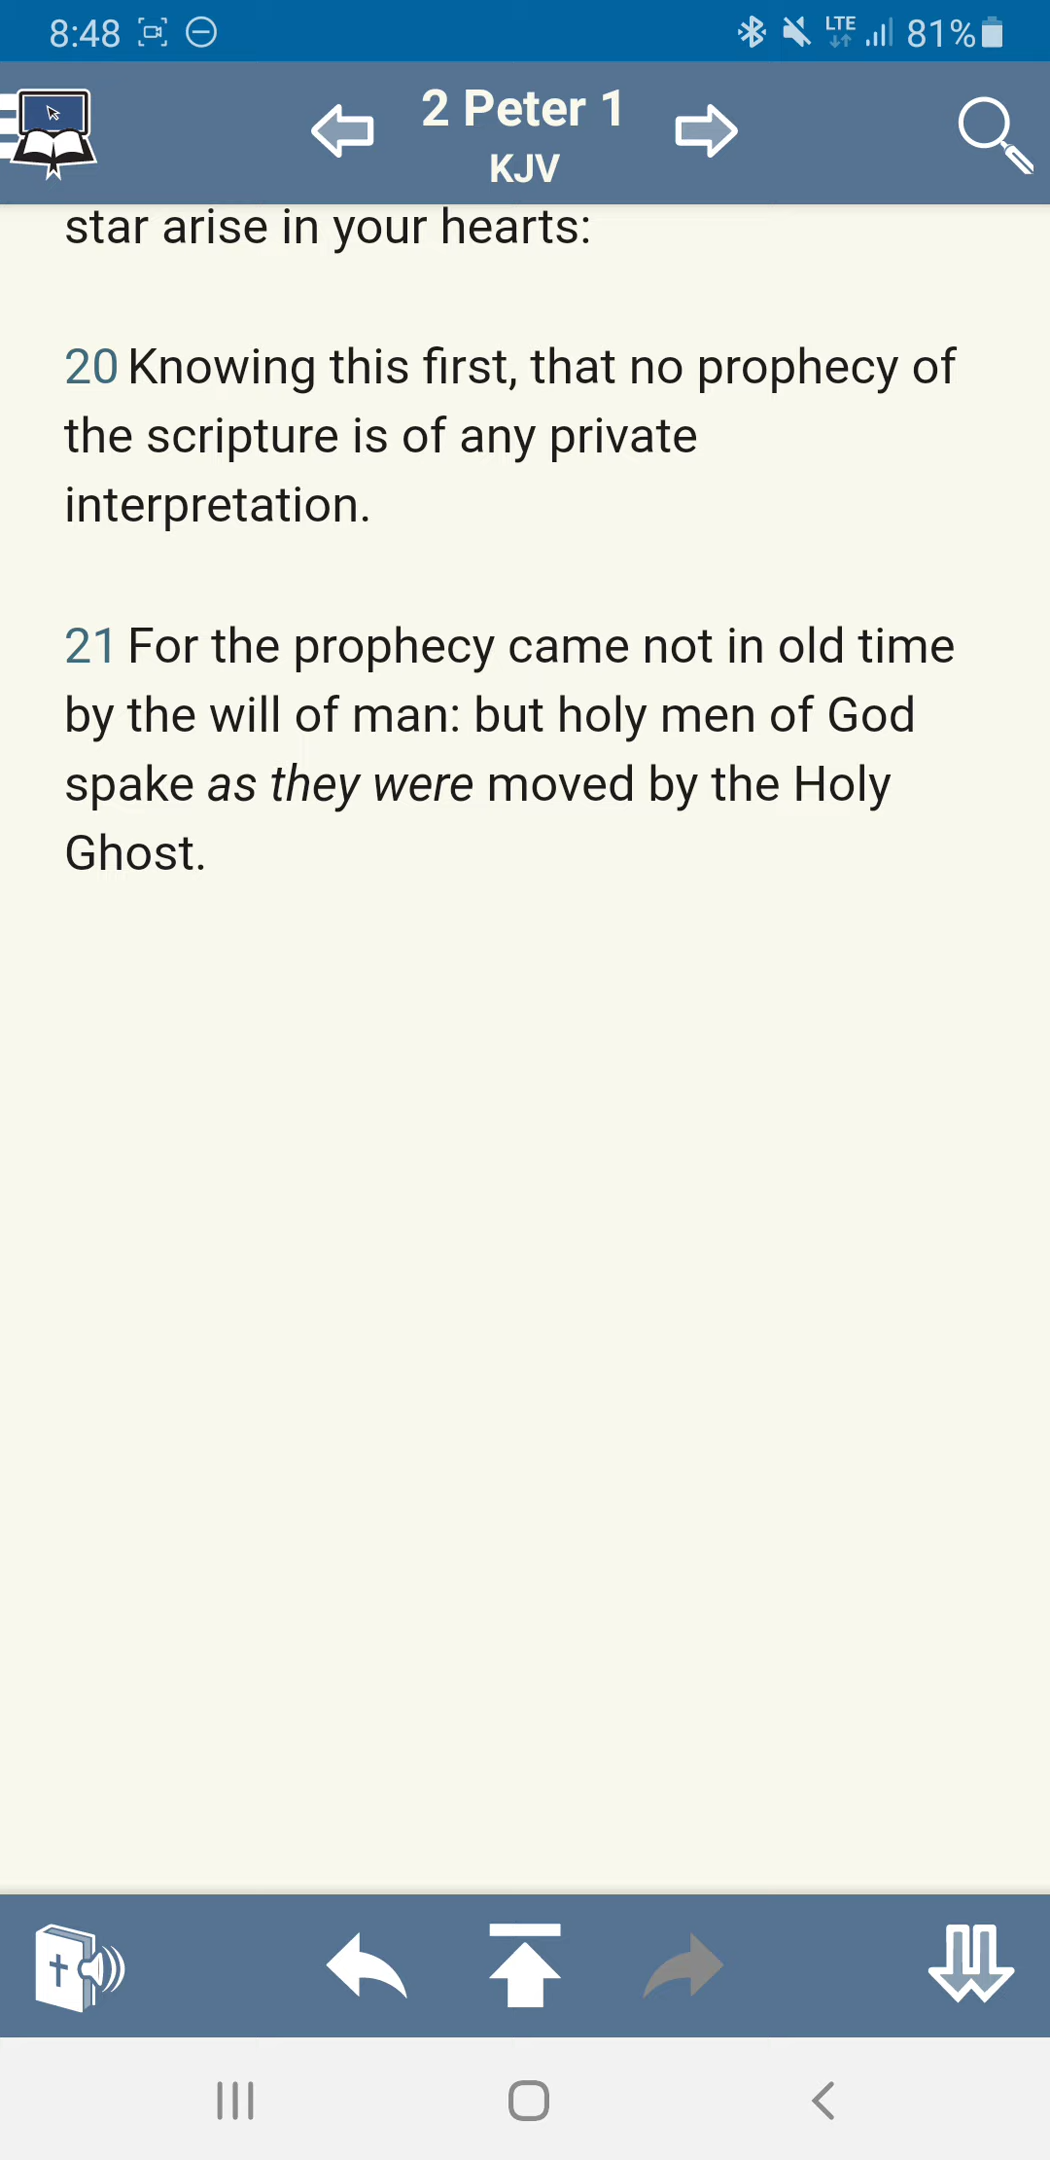 8:48 LTE 81%
2 Peter 1
KJV
star arise in your hearts:
20 Knowing this first, that no prophecy of
the scripture is of any private
interpretation.
21 For the prophecy came not in old time
by the will of man: but holy men of God
spake as they were moved by the Holy
Ghost.